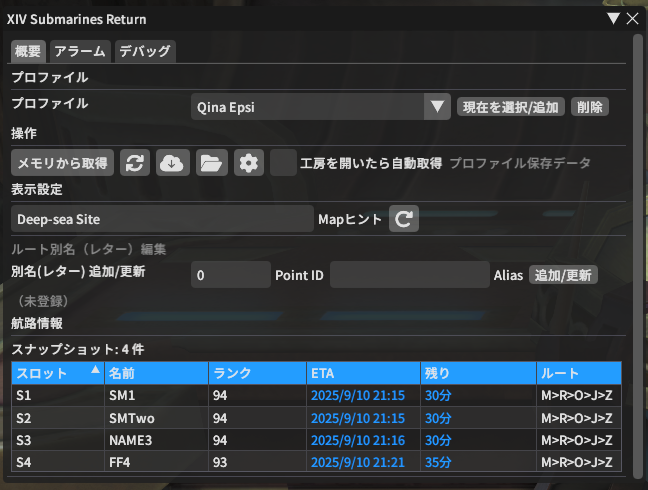 XIV Submarines Return
概要 アラーム デバッグ
プロファイル
プロファイル Qina Epsi 現在を選択/追加 削除
操作
メモリから取得 工房を開いたら自動取得 プロファイル保存データ
表示設定
Deep-sea Site Mapヒント
ルート別名（レター）編集
別名(レター) 追加/更新 0 Point ID Alias 追加/更新
（未登録）
航路情報
スナップショット: 4 件
スロット 名前 ランク ETA 残り ルート
S1 SM1 94 2025/9/10 21:15 30分 M>R>O>J>Z
S2 SMTwo 94 2025/9/10 21:15 30分 M>R>O>J>Z
S3 NAME3 94 2025/9/10 21:16 30分 M>R>O>J>Z
S4 FF4 93 2025/9/10 21:21 35分 M>R>O>J>Z